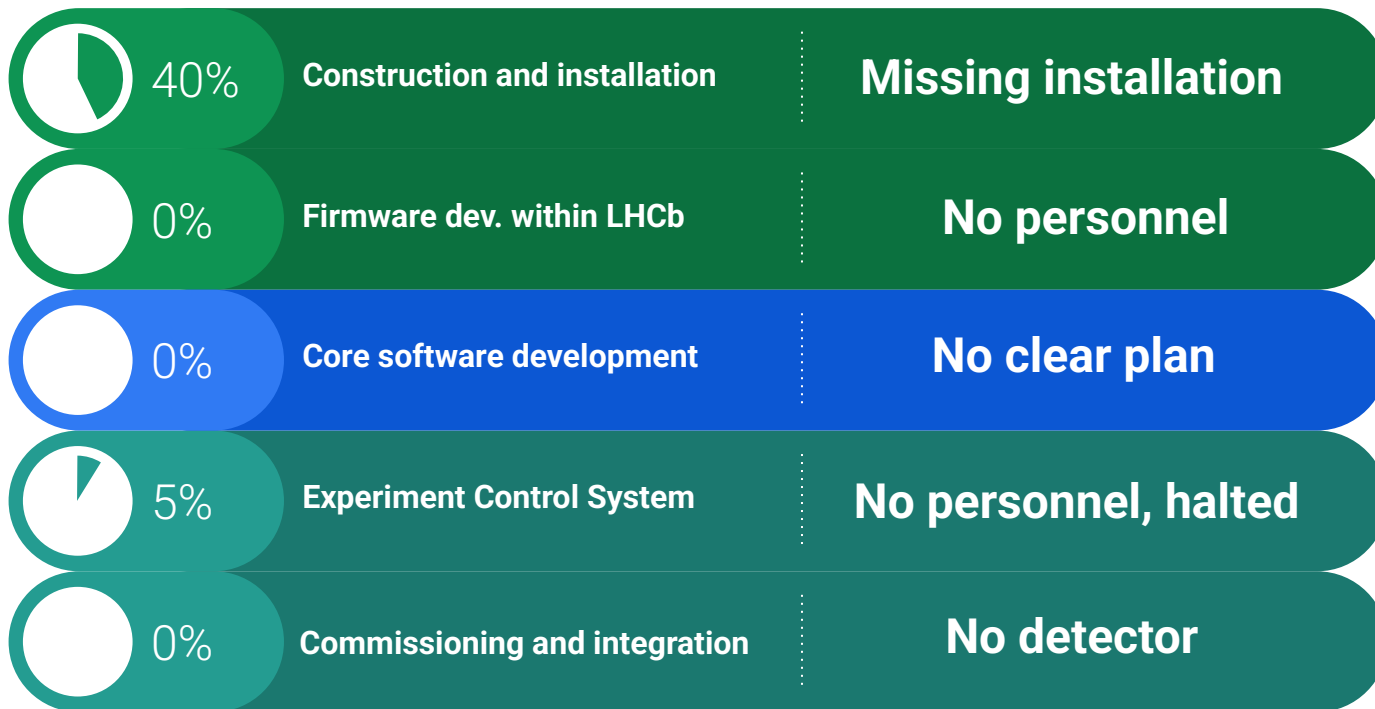 40% Construction and installation Missing installation
0% Firmware dev. within LHCb No personnel
0% Core software development No clear plan
5% Experiment Control System No personnel, halted
0% Commissioning and integration No detector